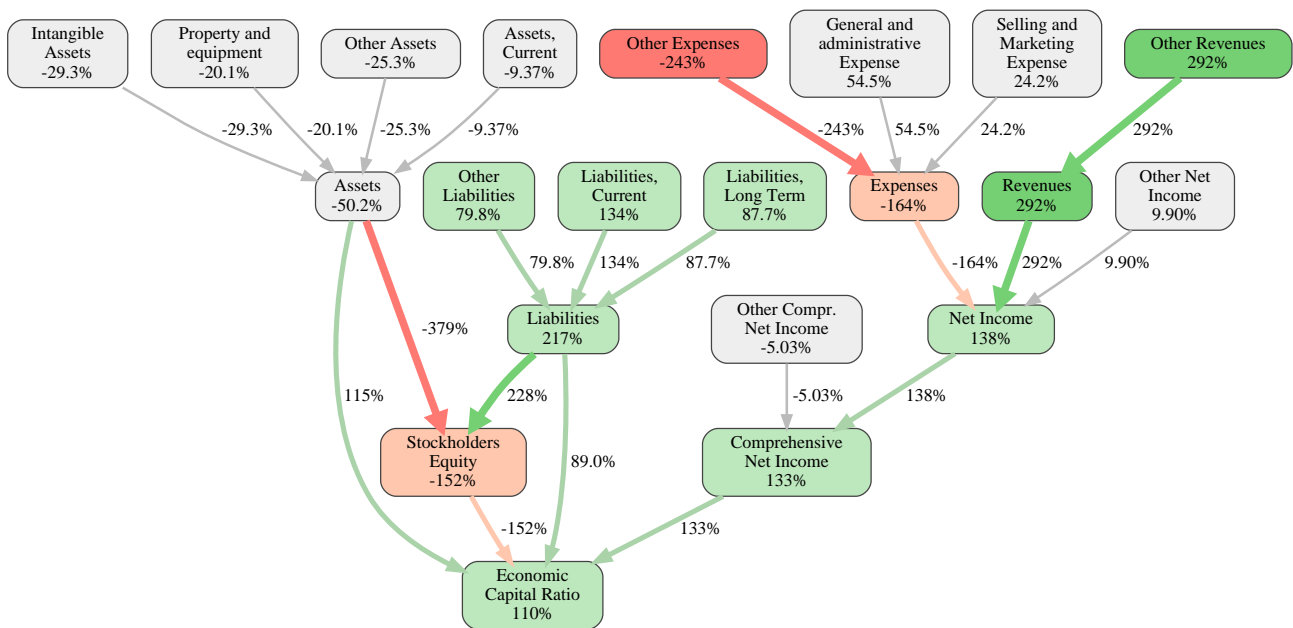 Intangible
Assets
-29.3%
Property and
equipment
-20.1%
Other Assets
-25.3%
Assets,
Current
-9.37%
Other Expenses
-243%
General and
administrative
Expense
54.5%
Selling and
Marketing
Expense
24.2%
Other Revenues
292%
-29.3%
-20.1%
-25.3%
-9.37%
-243%
54.5%
24.2%
292%
Assets
-50.2%
Other
Liabilities
79.8%
Liabilities,
Current
134%
Liabilities,
Long Term
87.7%
Expenses
-164%
Revenues
292%
Other Net
Income
9.90%
79.8%
134%
87.7%
-164%
292%
9.90%
Liabilities
217%
Other Compr.
Net Income
-5.03%
Net Income
138%
-379%
115%
228%
-5.03%
138%
Stockholders
Equity
-152%
89.0%
Comprehensive
Net Income
133%
-152%
133%
Economic
Capital Ratio
110%